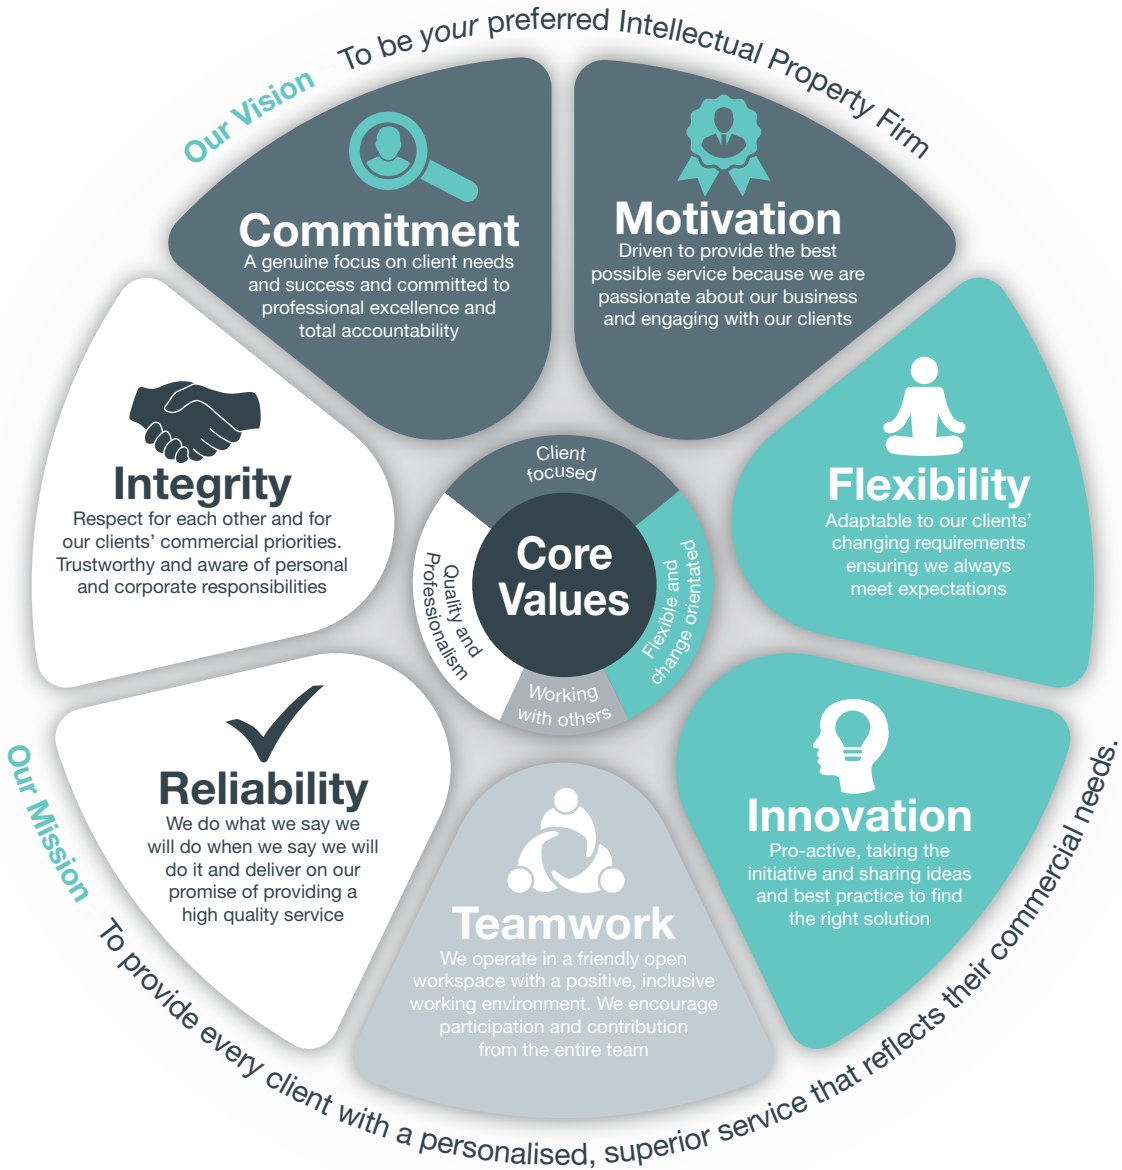 Our Vision To be your preferred Intellectual Property Firm
Commitment
A genuine focus on client needs
and success and committed to
professional excellence and
total accountability
Motivation
Driven to provide the best
possible service because we are
passionate about our business
and engaging with our clients
Flexibility
Adaptable to our clients'
changing requirements
ensuring we always
meet expectations
Innovation
Pro-active, taking the
initiative and sharing ideas
and best practice to find
the right solution
Teamwork
We operate in a friendly open
workspace with a positive, inclusive
working environment. We encourage
participation and contribution
from the entire team
Reliability
We do what we say we
will do when we say we will
do it and deliver on our
promise of providing a
high quality service
Integrity
Respect for each other and for
our clients' commercial priorities.
Trustworthy and aware of personal
and corporate responsibilities
Core
Values
Client
focused
Flexible and
change orientated
Working
with others
Quality and
Professionalism
Our Mission To provide every client with a personalised, superior service that reflects their commercial needs.